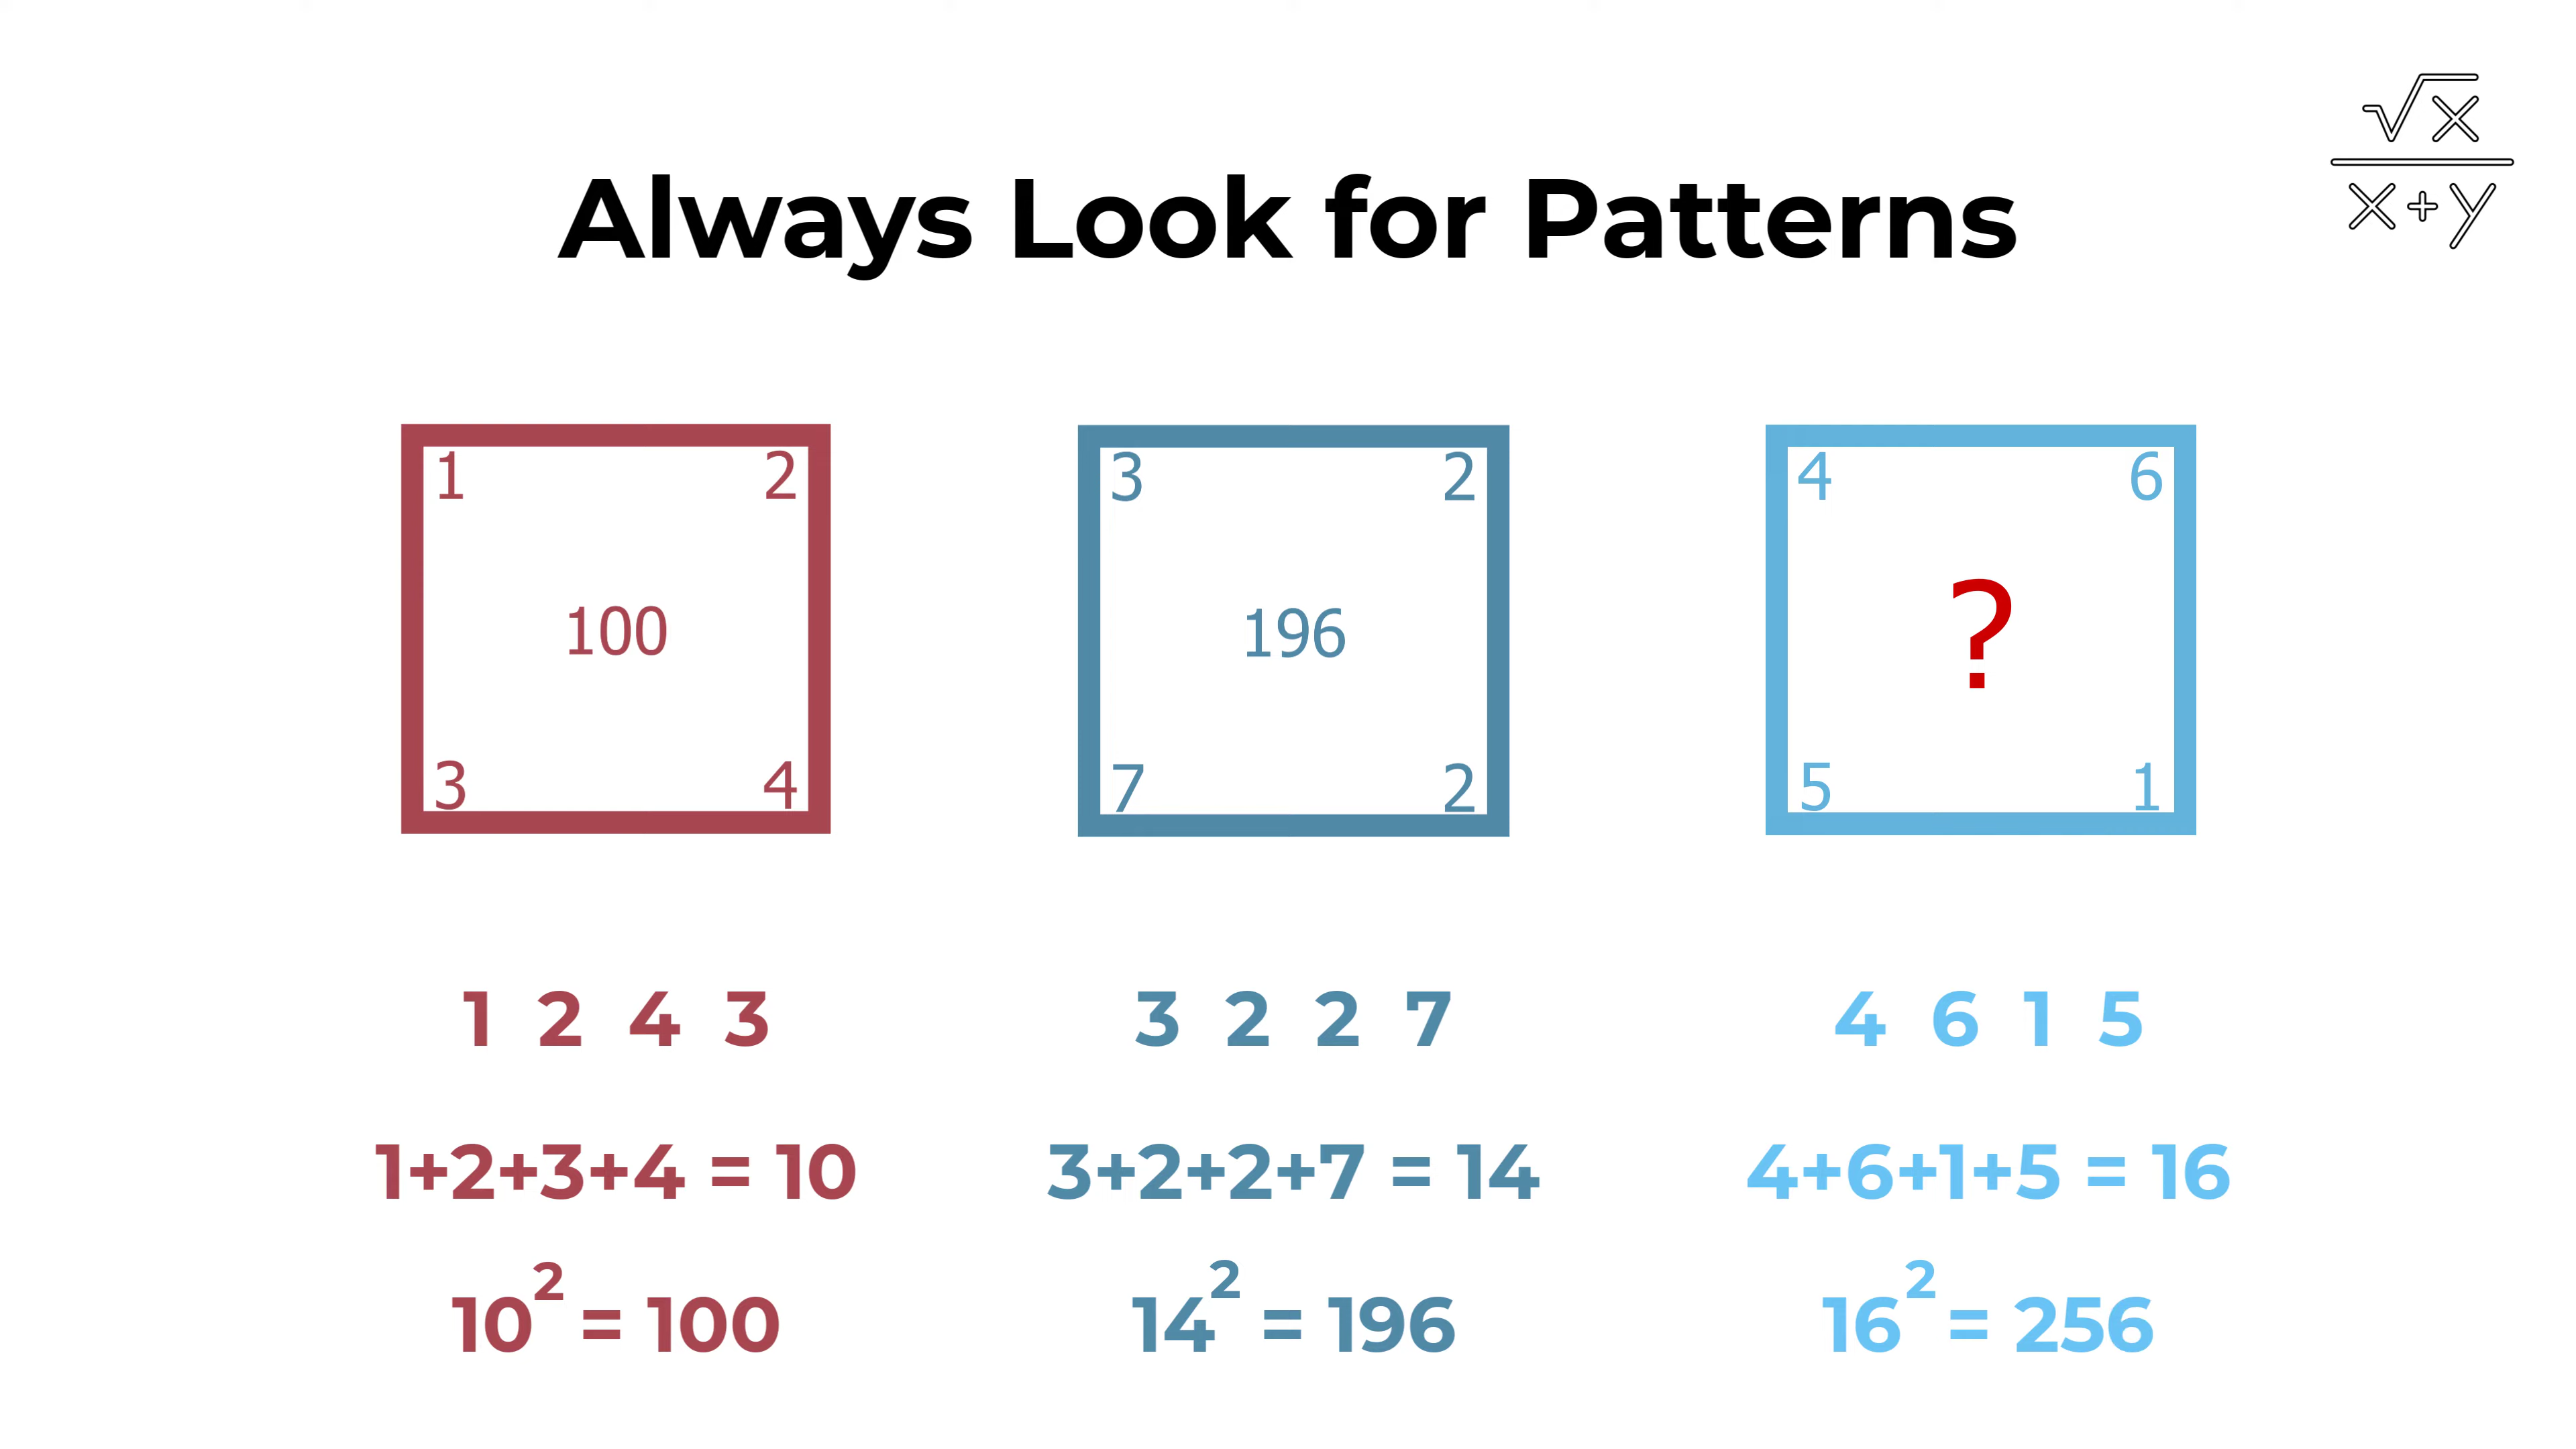 √x
x+y
Always Look for Patterns
1 2
100
3 4
3 2
196
7 2
4 6
?
5 1
1 2 4 3
3 2 2 7
4 6 1 5
1+2+3+4 = 10
3+2+2+7 = 14
4+6+1+5 = 16
10² = 100
14² = 196
16² = 256